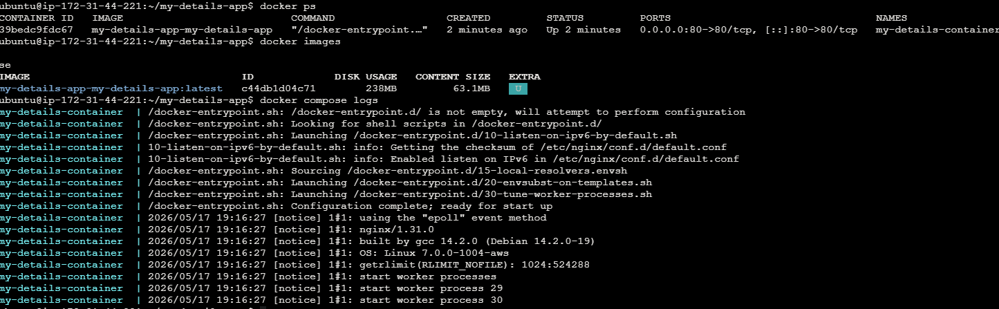 ubuntu@ip-172-31-44-221:~/my-details-app$ docker ps
CONTAINER ID   IMAGE                           COMMAND                  CREATED         STATUS         PORTS                                 NAMES
39bedc9fdc67   my-details-app-my-details-app   "/docker-entrypoint.…"   2 minutes ago   Up 2 minutes   0.0.0.0:80->80/tcp, [::]:80->80/tcp   my-details-container
ubuntu@ip-172-31-44-221:~/my-details-app$ docker images
se
IMAGE                                  ID             DISK USAGE   CONTENT SIZE   EXTRA
my-details-app-my-details-app:latest   c44db1d04c71        238MB         63.1MB    U
ubuntu@ip-172-31-44-221:~/my-details-app$ docker compose logs
my-details-container  | /docker-entrypoint.sh: /docker-entrypoint.d/ is not empty, will attempt to perform configuration
my-details-container  | /docker-entrypoint.sh: Looking for shell scripts in /docker-entrypoint.d/
my-details-container  | /docker-entrypoint.sh: Launching /docker-entrypoint.d/10-listen-on-ipv6-by-default.sh
my-details-container  | 10-listen-on-ipv6-by-default.sh: info: Getting the checksum of /etc/nginx/conf.d/default.conf
my-details-container  | 10-listen-on-ipv6-by-default.sh: info: Enabled listen on IPv6 in /etc/nginx/conf.d/default.conf
my-details-container  | /docker-entrypoint.sh: Sourcing /docker-entrypoint.d/15-local-resolvers.envsh
my-details-container  | /docker-entrypoint.sh: Launching /docker-entrypoint.d/20-envsubst-on-templates.sh
my-details-container  | /docker-entrypoint.sh: Launching /docker-entrypoint.d/30-tune-worker-processes.sh
my-details-container  | /docker-entrypoint.sh: Configuration complete; ready for start up
my-details-container  | 2026/05/17 19:16:27 [notice] 1#1: using the "epoll" event method
my-details-container  | 2026/05/17 19:16:27 [notice] 1#1: nginx/1.31.0
my-details-container  | 2026/05/17 19:16:27 [notice] 1#1: built by gcc 14.2.0 (Debian 14.2.0-19)
my-details-container  | 2026/05/17 19:16:27 [notice] 1#1: OS: Linux 7.0.0-1004-aws
my-details-container  | 2026/05/17 19:16:27 [notice] 1#1: getrlimit(RLIMIT_NOFILE): 1024:524288
my-details-container  | 2026/05/17 19:16:27 [notice] 1#1: start worker processes
my-details-container  | 2026/05/17 19:16:27 [notice] 1#1: start worker process 29
my-details-container  | 2026/05/17 19:16:27 [notice] 1#1: start worker process 30